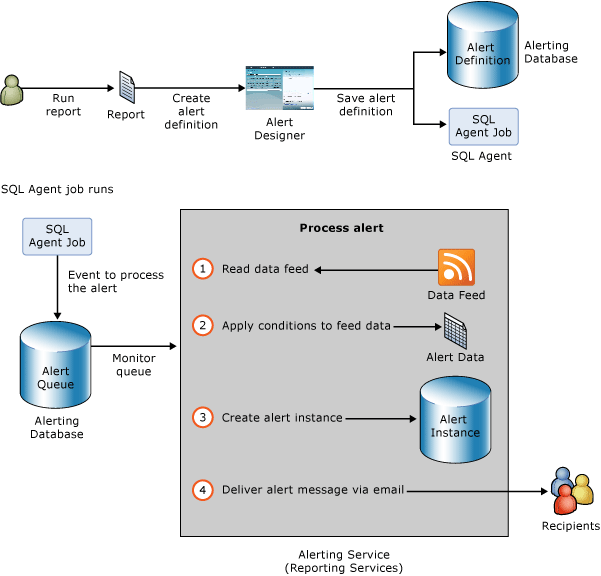 Alert
Definition
Alerting
Database
Run
report
Report
Create
alert
definition
Alert
Designer
Save alert
definition
SQL
Agent Job
SQL Agent
SQL Agent job runs
SQL
Agent Job
Event to process
the alert
Alert
Queue
Alerting
Database
Monitor
queue
Process alert
1 Read data feed
Data Feed
2 Apply conditions to feed data
Alert Data
3 Create alert instance
Alert
Instance
4 Deliver alert message via email
Recipients
Alerting Service
(Reporting Services)